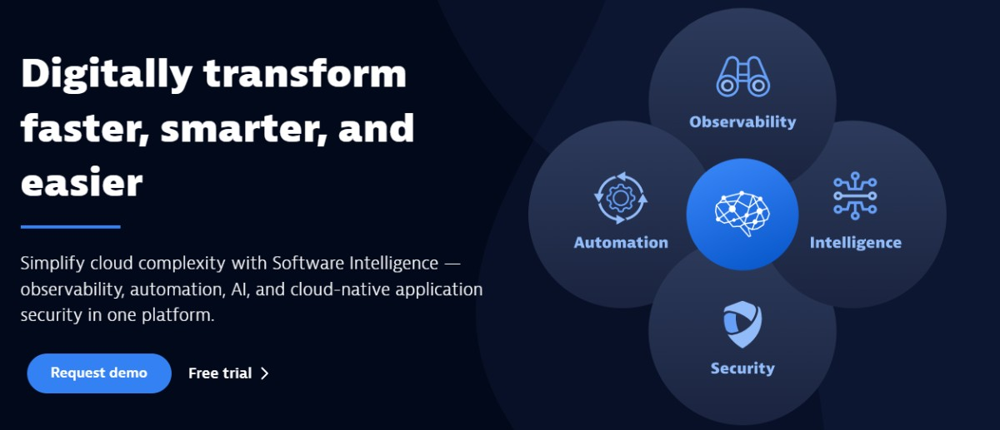 Digitally transform
faster, smarter, and
easier
Simplify cloud complexity with Software Intelligence —
observability, automation, AI, and cloud-native application
security in one platform.
Request demo
Free trial
Observability
Automation
Intelligence
Security